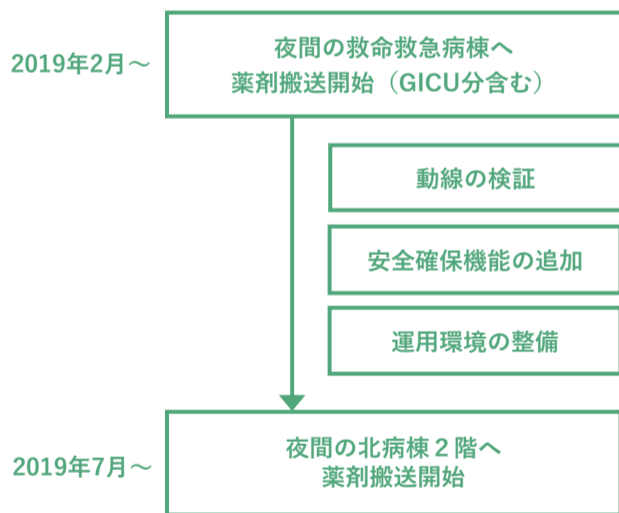 2019年2月～
夜間の救命救急病棟へ
薬剤搬送開始（GICU分含む）
動線の検証
安全確保機能の追加
運用環境の整備
2019年7月～
夜間の北病棟２階へ
薬剤搬送開始